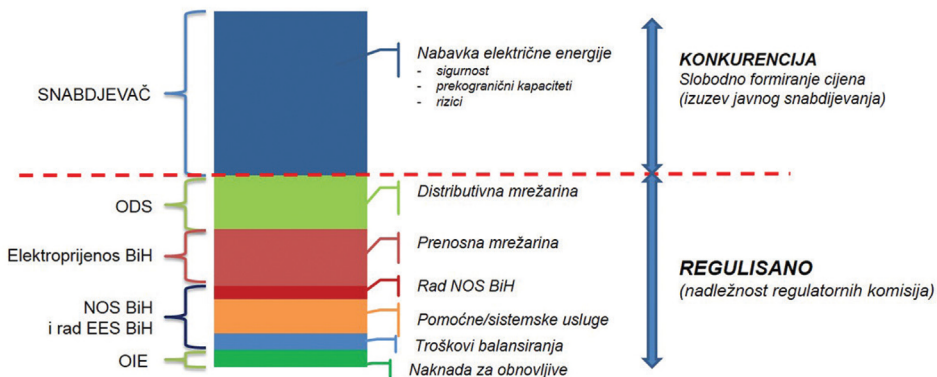 SNABDJEVAČ
ODS
Elektroprijenos BiH
NOS BiH
i rad EES BiH
OIE
Nabavka električne energije
- sigurnost
- prekogranični kapaciteti
- rizici
Distributivna mrežarina
Prenosna mrežarina
Rad NOS BiH
Pomoćne/sistemske usluge
Troškovi balansiranja
Naknada za obnovljive
KONKURENCIJA
Slobodno formiranje cijena
(izuzev javnog snabdijevanja)
REGULISANO
(nadležnost regulatornih komisija)